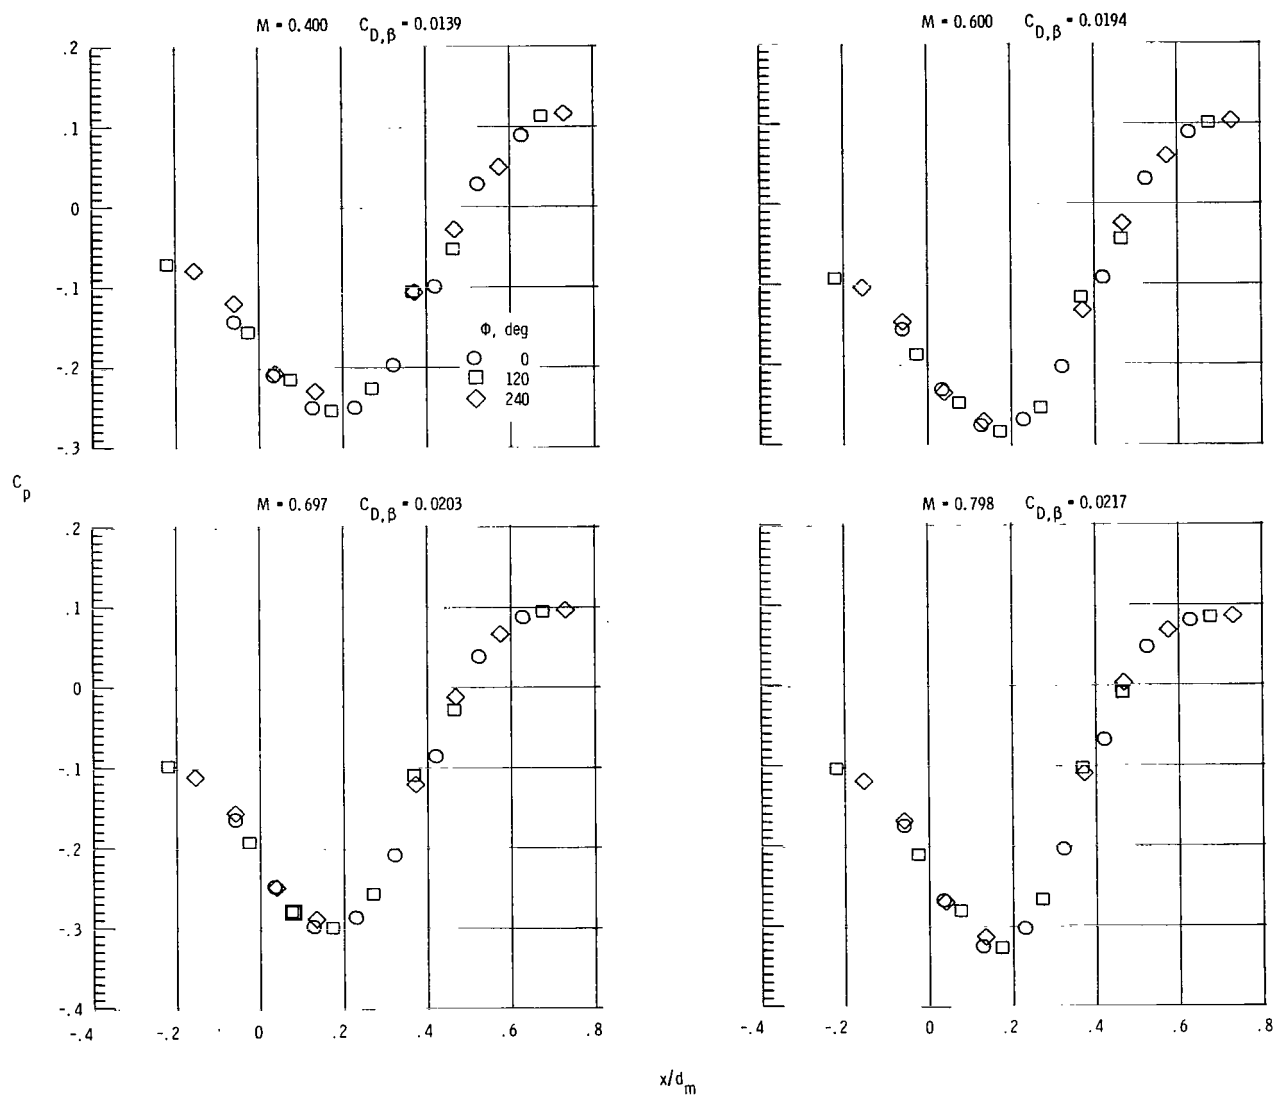 M = 0.400 C_D,β = 0.0139
M = 0.600 C_D,β = 0.0194
.2
.1
0
-.1
-.2
-.3
Φ, deg
0
120
240
C_p
M = 0.697 C_D,β = 0.0203
M = 0.798 C_D,β = 0.0217
.2
.1
0
-.1
-.2
-.3
-.4
-.4 -.2 0 .2 .4 .6 .8
-.4 -.2 0 .2 .4 .6 .8
x/d_m